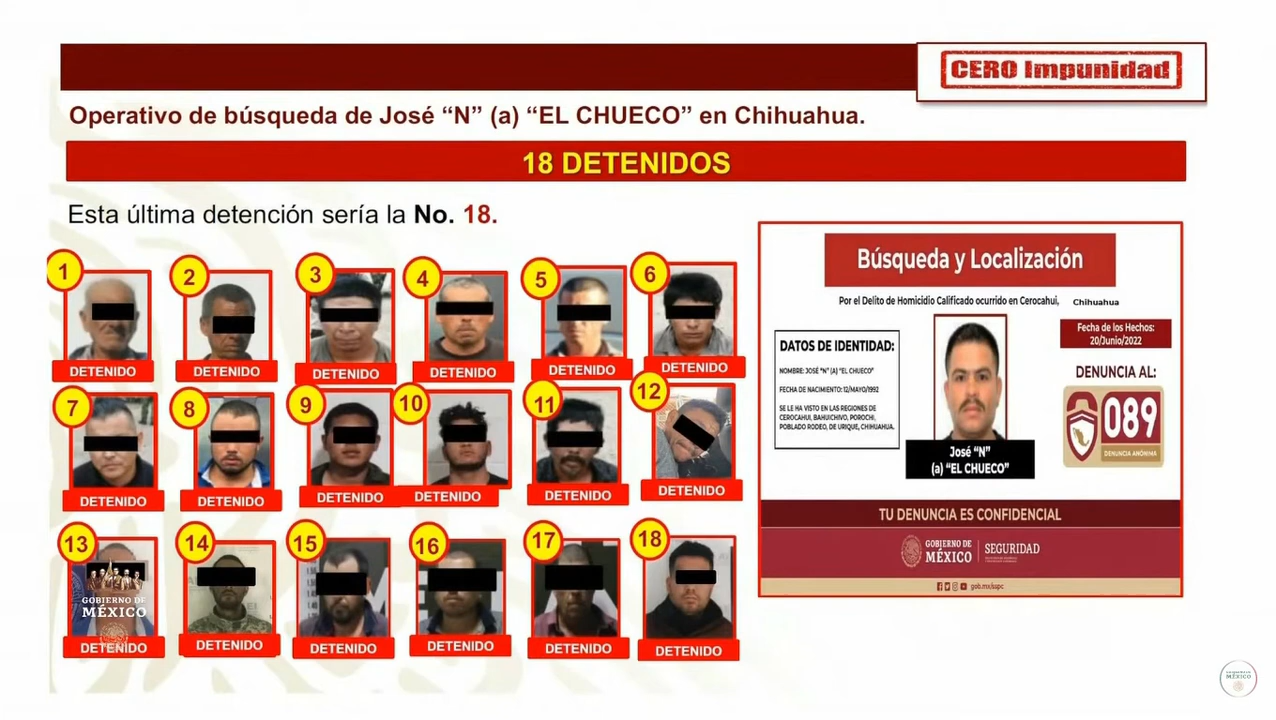 CERO Impunidad
Operativo de búsqueda de José “N” (a) “EL CHUECO” en Chihuahua.
18 DETENIDOS
Esta última detención sería la No. 18.
1
2
3
4
5
6
DETENIDO
DETENIDO
DETENIDO
DETENIDO
DETENIDO
DETENIDO
7
8
9
10
11
12
DETENIDO
DETENIDO
DETENIDO
DETENIDO
DETENIDO
DETENIDO
13
14
15
16
17
18
GOBIERNO DE
MÉXICO
DETENIDO
DETENIDO
DETENIDO
DETENIDO
DETENIDO
DETENIDO
Búsqueda y Localización
Por el Delito de Homicidio Calificado ocurrido en Cerocahui, Chihuahua
DATOS DE IDENTIDAD:
NOMBRE: JOSÉ "N" (A) "EL CHUECO"
FECHA DE NACIMIENTO: 12/MAYO/1992
SE LE HA VISTO EN LAS REGIONES DE
CEROCAHUI, BAHUICHIVO, POROCHI,
POBLADO RODEO, DE URIQUE, CHIHUAHUA.
José “N”
(a) “EL CHUECO”
Fecha de los Hechos:
20/Junio/2022
DENUNCIA AL:
089
DENUNCIA ANÓNIMA
TU DENUNCIA ES CONFIDENCIAL
GOBIERNO DE
MÉXICO
SEGURIDAD
gob.mx/sspc
MÉXICO